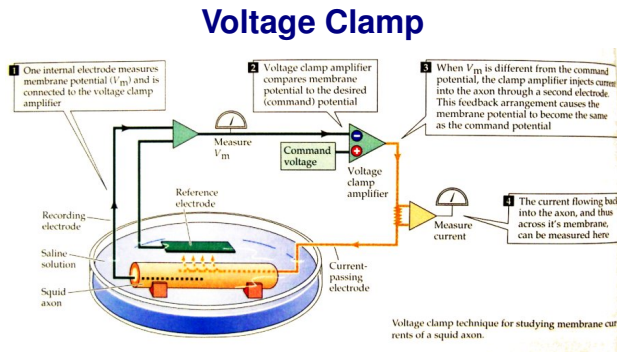 Voltage Clamp
1 One internal electrode measures
membrane potential (Vm) and is
connected to the voltage clamp
amplifier
2 Voltage clamp amplifier
compares membrane
potential to the desired
(command) potential
3 When Vm is different from the command
potential, the clamp amplifier injects current
into the axon through a second electrode.
This feedback arrangement causes the
membrane potential to become the same
as the command potential
Measure
Vm
Command
voltage
−
+
Voltage
clamp
amplifier
4 The current flowing back
into the axon, and thus
across it's membrane,
can be measured here
Measure
current
Reference
electrode
Recording
electrode
Saline
solution
Squid
axon
Current-
passing
electrode
Voltage clamp technique for studying membrane cur
rents of a squid axon.